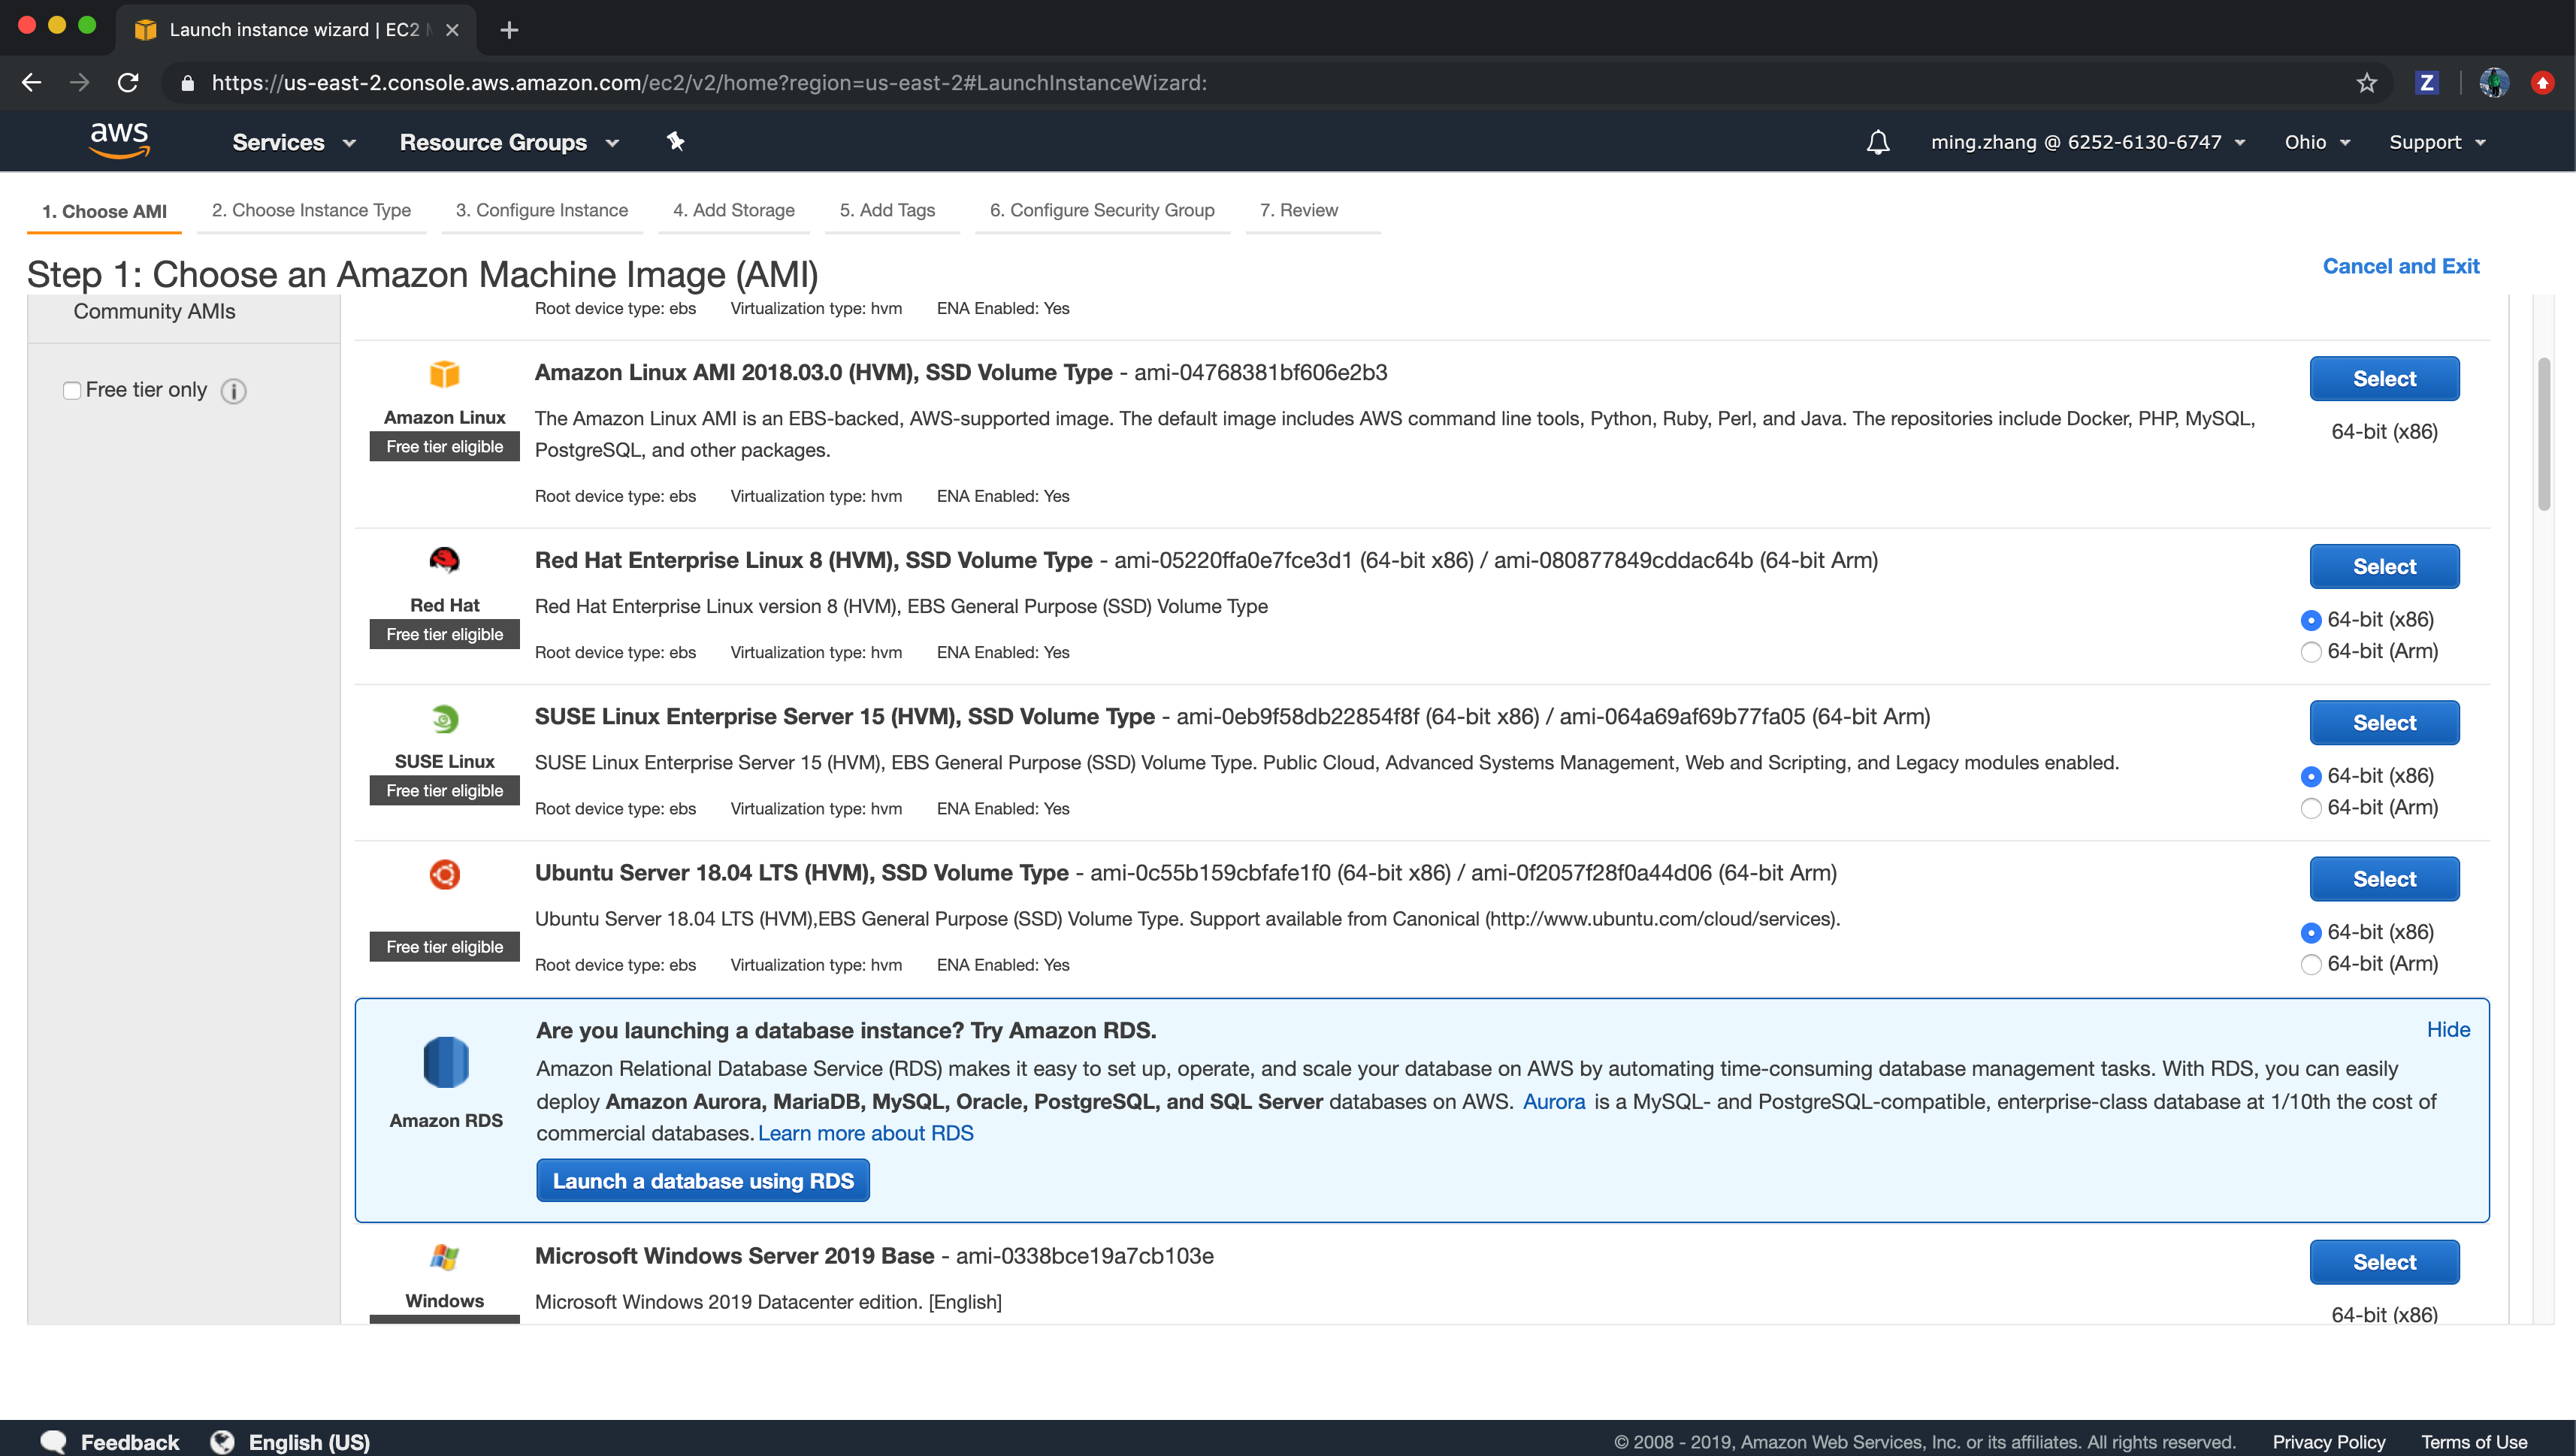 Launch instance wizard | EC2
https://us-east-2.console.aws.amazon.com/ec2/v2/home?region=us-east-2#LaunchInstanceWizard:
Z
aws
Services
Resource Groups
ming.zhang @ 6252-6130-6747
Ohio
Support
1. Choose AMI
2. Choose Instance Type
3. Configure Instance
4. Add Storage
5. Add Tags
6. Configure Security Group
7. Review
Step 1: Choose an Amazon Machine Image (AMI)
Cancel and Exit
Community AMIs
Free tier only
Root device type: ebs Virtualization type: hvm ENA Enabled: Yes
Amazon Linux
Free tier eligible
Amazon Linux AMI 2018.03.0 (HVM), SSD Volume Type - ami-04768381bf606e2b3
The Amazon Linux AMI is an EBS-backed, AWS-supported image. The default image includes AWS command line tools, Python, Ruby, Perl, and Java. The repositories include Docker, PHP, MySQL,
PostgreSQL, and other packages.
Root device type: ebs Virtualization type: hvm ENA Enabled: Yes
Select
64-bit (x86)
Red Hat
Free tier eligible
Red Hat Enterprise Linux 8 (HVM), SSD Volume Type - ami-05220ffa0e7fce3d1 (64-bit x86) / ami-080877849cddac64b (64-bit Arm)
Red Hat Enterprise Linux version 8 (HVM), EBS General Purpose (SSD) Volume Type
Root device type: ebs Virtualization type: hvm ENA Enabled: Yes
Select
64-bit (x86)
64-bit (Arm)
SUSE Linux
Free tier eligible
SUSE Linux Enterprise Server 15 (HVM), SSD Volume Type - ami-0eb9f58db22854f8f (64-bit x86) / ami-064a69af69b77fa05 (64-bit Arm)
SUSE Linux Enterprise Server 15 (HVM), EBS General Purpose (SSD) Volume Type. Public Cloud, Advanced Systems Management, Web and Scripting, and Legacy modules enabled.
Root device type: ebs Virtualization type: hvm ENA Enabled: Yes
Select
64-bit (x86)
64-bit (Arm)
Free tier eligible
Ubuntu Server 18.04 LTS (HVM), SSD Volume Type - ami-0c55b159cbfafe1f0 (64-bit x86) / ami-0f2057f28f0a44d06 (64-bit Arm)
Ubuntu Server 18.04 LTS (HVM),EBS General Purpose (SSD) Volume Type. Support available from Canonical (http://www.ubuntu.com/cloud/services).
Root device type: ebs Virtualization type: hvm ENA Enabled: Yes
Select
64-bit (x86)
64-bit (Arm)
Amazon RDS
Are you launching a database instance? Try Amazon RDS.
Hide
Amazon Relational Database Service (RDS) makes it easy to set up, operate, and scale your database on AWS by automating time-consuming database management tasks. With RDS, you can easily
deploy Amazon Aurora, MariaDB, MySQL, Oracle, PostgreSQL, and SQL Server databases on AWS. Aurora is a MySQL- and PostgreSQL-compatible, enterprise-class database at 1/10th the cost of
commercial databases. Learn more about RDS
Launch a database using RDS
Windows
Microsoft Windows Server 2019 Base - ami-0338bce19a7cb103e
Microsoft Windows 2019 Datacenter edition. [English]
Select
64-bit (x86)
Feedback
English (US)
© 2008 - 2019, Amazon Web Services, Inc. or its affiliates. All rights reserved.
Privacy Policy
Terms of Use